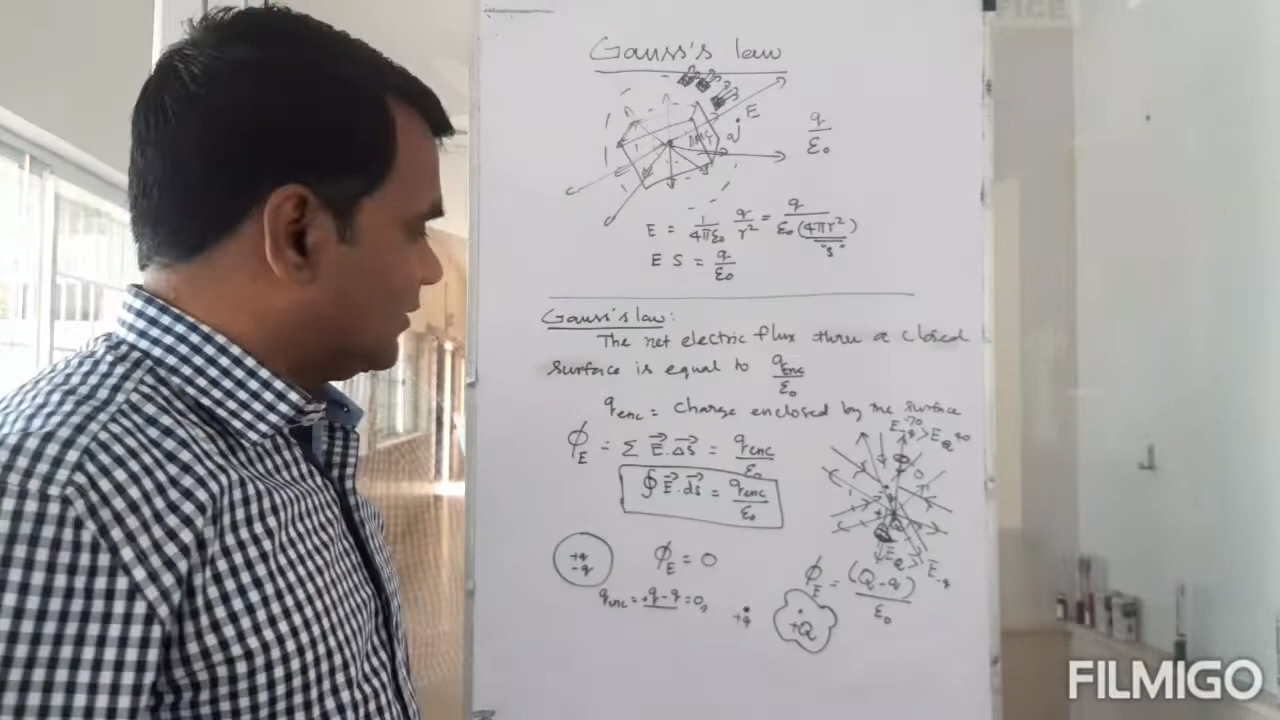 Gauss's law
E
q
q/ε₀
E = 1/4πε₀ q/r² = q/ε₀(4πr²)
"s"
E S = q/ε₀
Gauss's law:
The net electric flux thru a closed
surface is equal to q_enc/ε₀
q_enc = charge enclosed by the surface
ϕ_E = Σ E⃗.Δs⃗ = q_enc/ε₀
∮E⃗.ds⃗ = q_enc/ε₀
+q
-q
ϕ_E = 0
q_enc = +q-q = 0,
+q
+Q
ϕ_E = (Q-q)/ε₀
FILMIGO